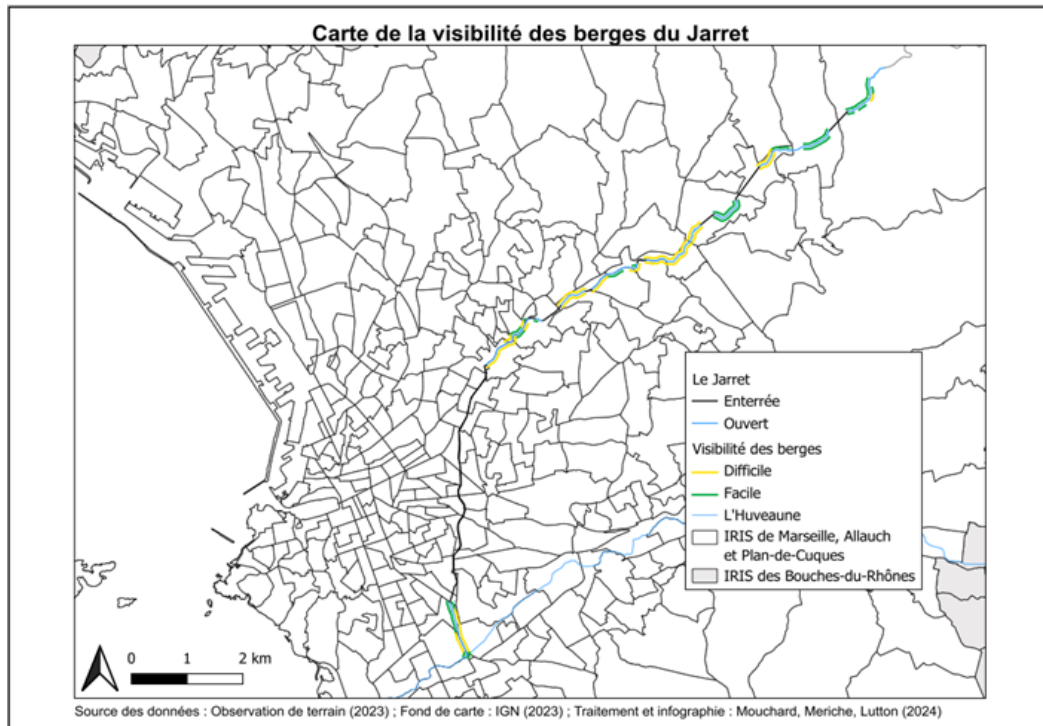 Carte de la visibilité des berges du Jarret
Le Jarret
Enterrée
Ouvert
Visibilité des berges
Difficile
Facile
L'Huveaune
IRIS de Marseille, Allauch
et Plan-de-Cuques
IRIS des Bouches-du-Rhônes
0 1 2 km
Source des données : Observation de terrain (2023) ; Fond de carte : IGN (2023) ; Traitement et infographie : Mouchard, Meriche, Lutton (2024)